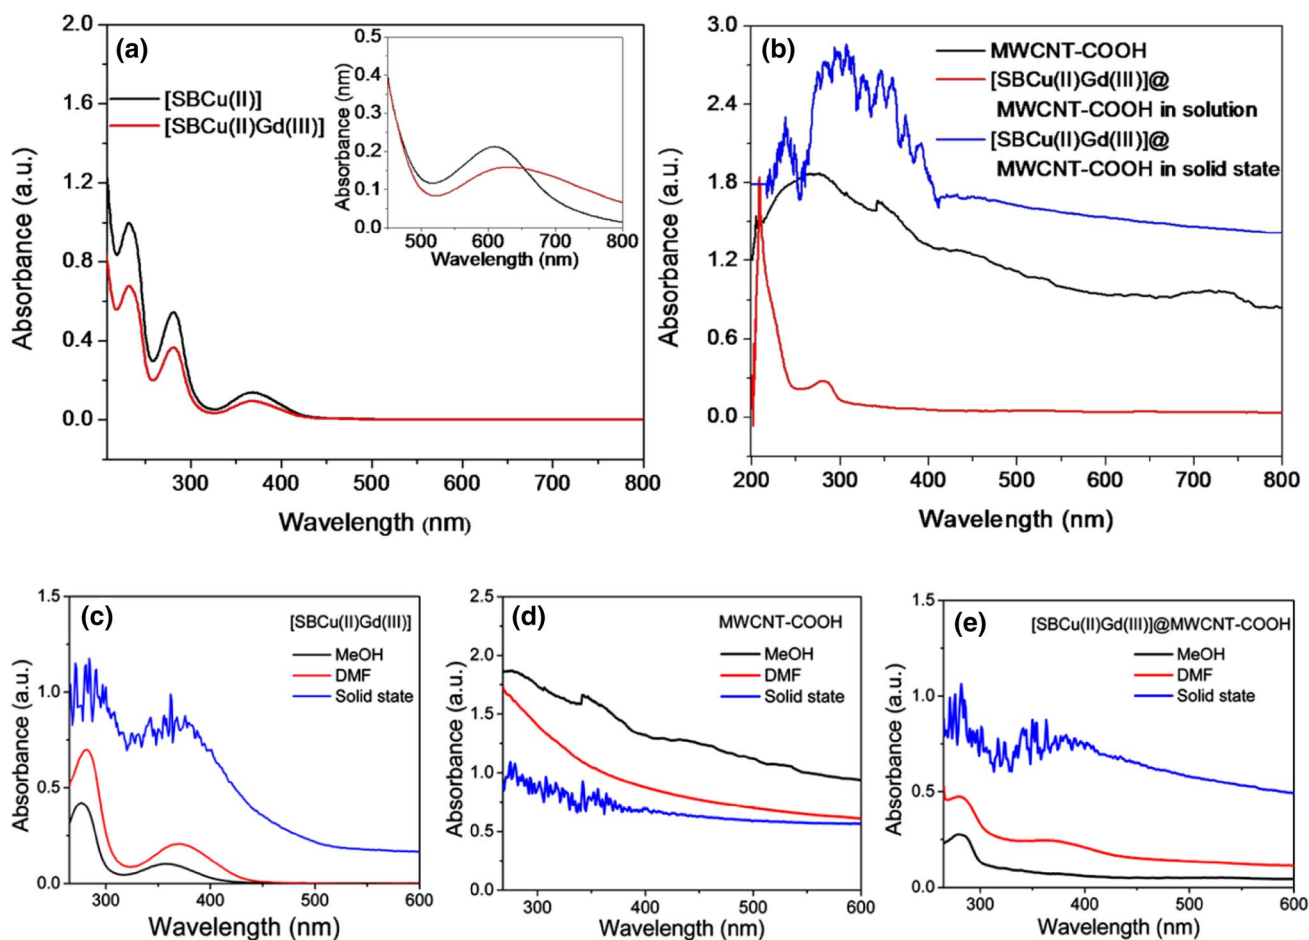 (a)
2.0
1.6
1.2
0.8
0.4
0.0
Absorbance (a.u.)
[SBCu(II)]
[SBCu(II)Gd(III)]
0.5
0.4
0.3
0.2
0.1
0.0
Absorbance (nm)
500 600 700 800
Wavelength (nm)
300 400 500 600 700 800
Wavelength (nm)
(b)
3.0
2.4
1.8
1.2
0.6
0.0
Absorbance (a.u.)
MWCNT-COOH
[SBCu(II)Gd(III)]@
MWCNT-COOH in solution
[SBCu(II)Gd(III)]@
MWCNT-COOH in solid state
200 300 400 500 600 700 800
Wavelength (nm)
(c)
1.5
1.0
0.5
0.0
Absorbance (a.u.)
[SBCu(II)Gd(III)]
MeOH
DMF
Solid state
300 400 500 600
Wavelength (nm)
(d)
2.5
2.0
1.5
1.0
0.5
0.0
Absorbance (a.u.)
MWCNT-COOH
MeOH
DMF
Solid state
300 400 500 600
Wavelength (nm)
(e)
1.5
1.0
0.5
0.0
Absorbance (a.u.)
[SBCu(II)Gd(III)]@MWCNT-COOH
MeOH
DMF
Solid state
300 400 500 600
Wavelength (nm)